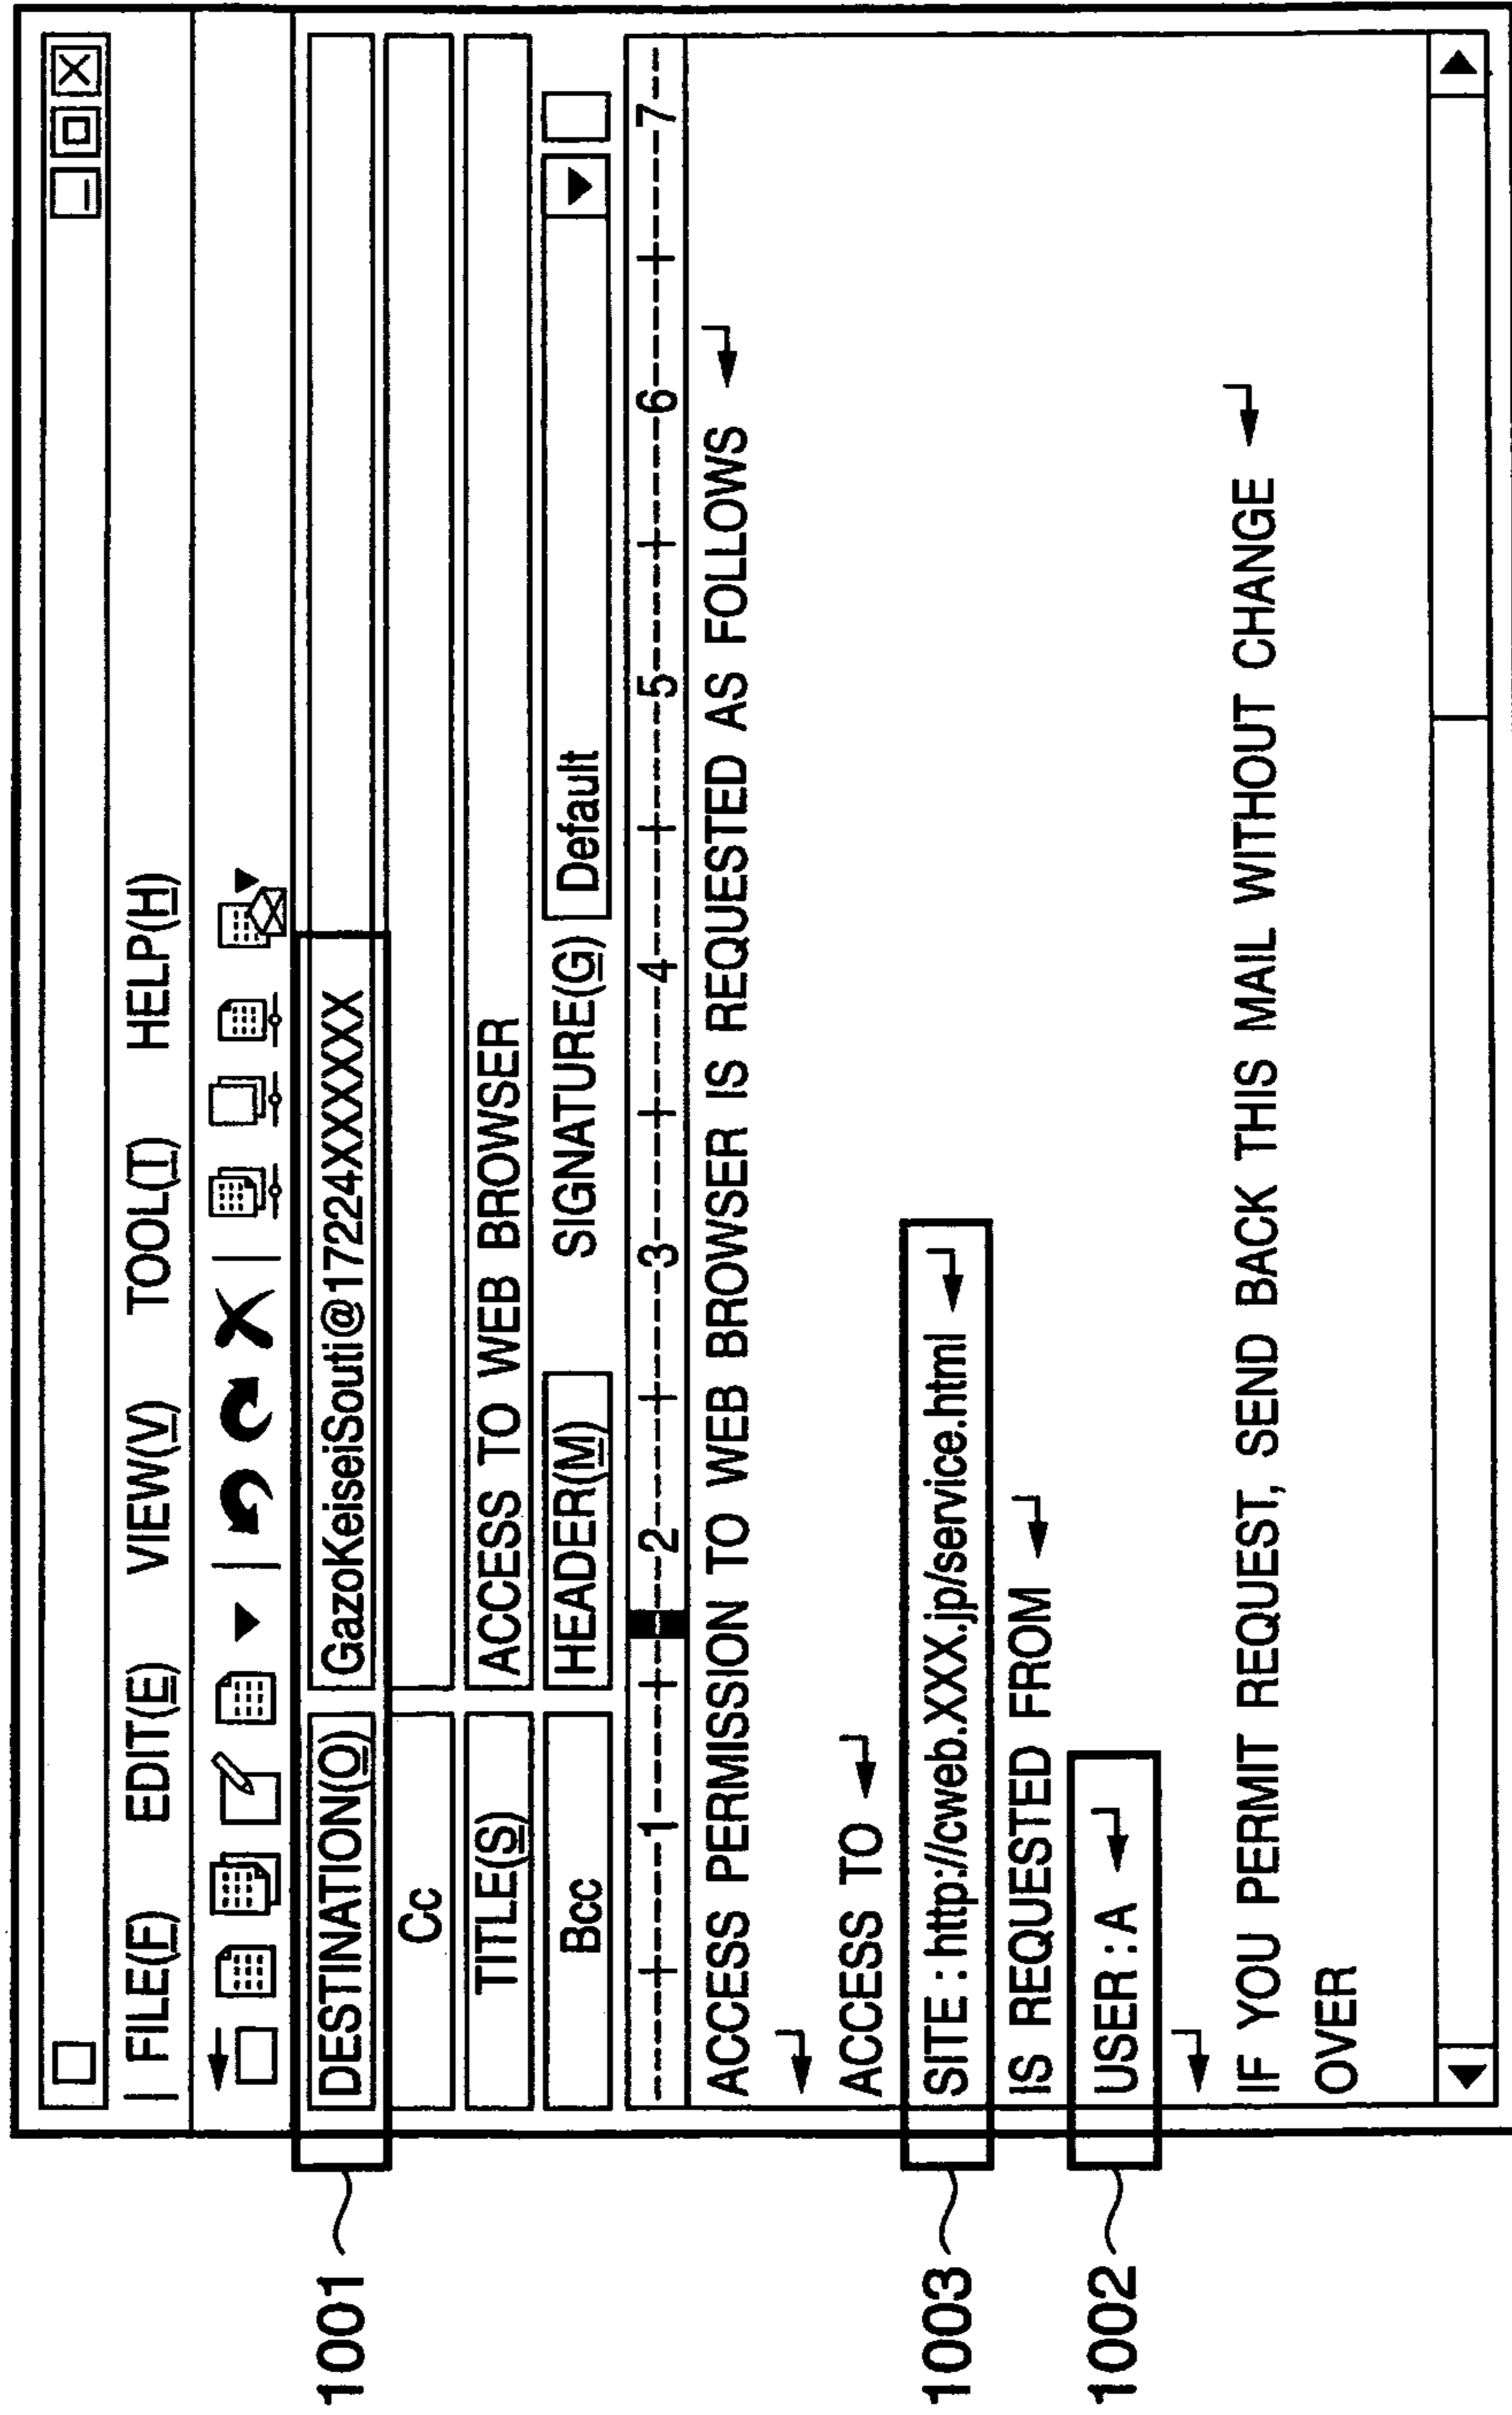 FILE(F) EDIT(E) VIEW(V) TOOL(T) HELP(H)
1001 DESTINATION(O) GazoKeiseiSouti@17224XXXXXX
Cc
TITLE(S) ACCESS TO WEB BROWSER
Bcc HEADER(M) SIGNATURE(G) Default
1 2 3 4 5 6 7
ACCESS PERMISSION TO WEB BROWSER IS REQUESTED AS FOLLOWS
ACCESS TO
1003 SITE : http://cweb.XXX.jp/service.html
IS REQUESTED FROM
1002 USER : A
IF YOU PERMIT REQUEST, SEND BACK THIS MAIL WITHOUT CHANGE
OVER